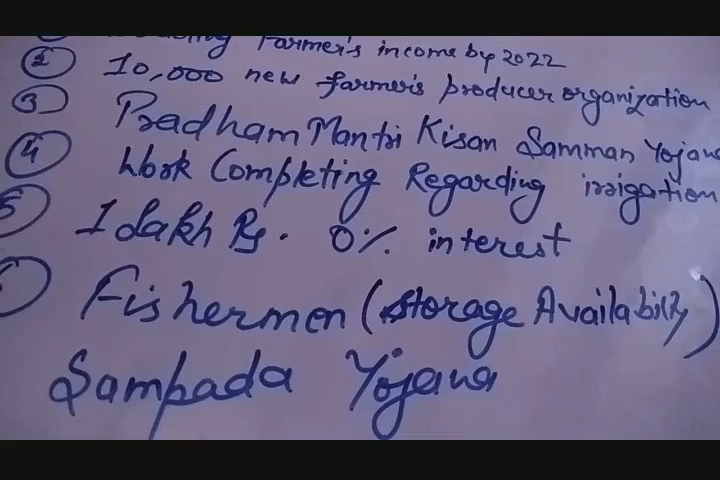 Farmer's income by 2022
② 10,000 new farmer's producer organization
③ Pradham Mantri Kisan Samman Yojana
④ Work Completing Regarding irrigation
5 1 Lakh Rs. 0% interest
Fishermen (storage Availability)
Sampada Yojana